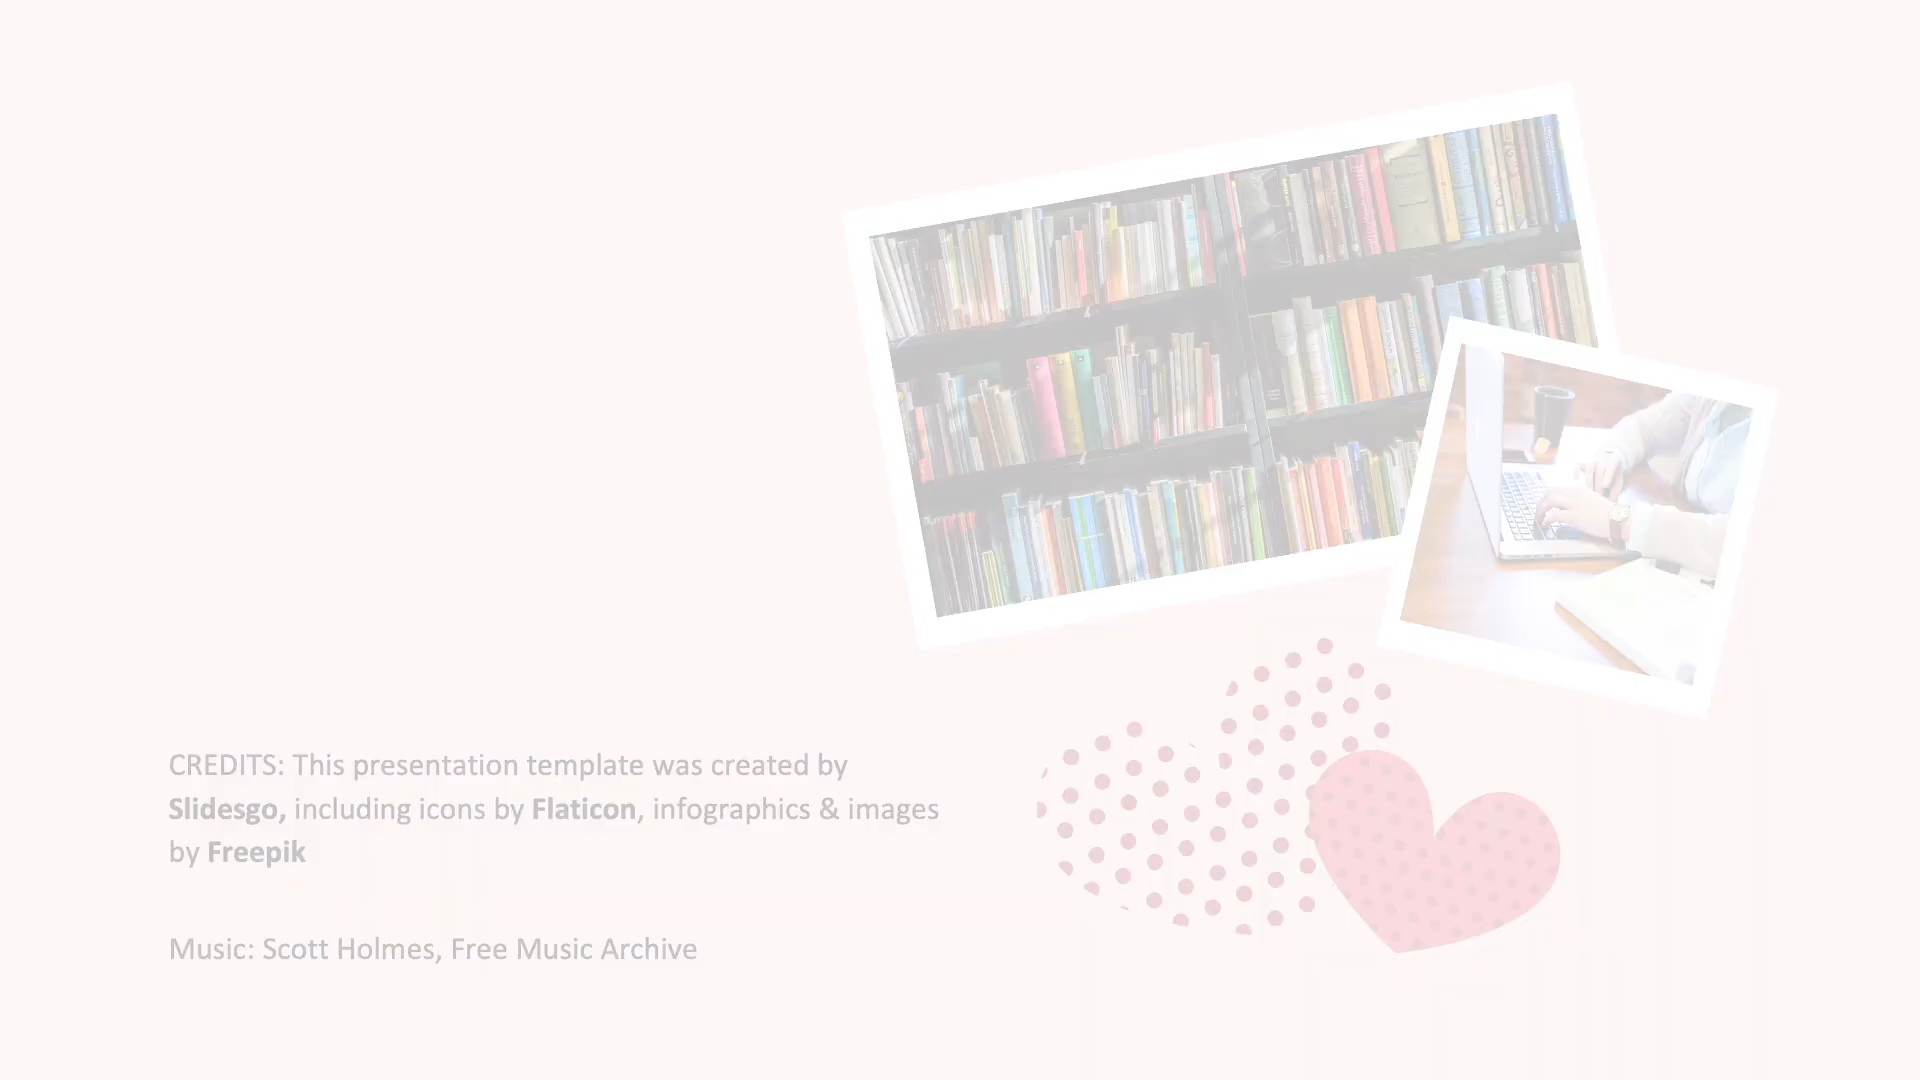 CREDITS: This presentation template was created by
Slidesgo, including icons by Flaticon, infographics & images
by Freepik
Music: Scott Holmes, Free Music Archive